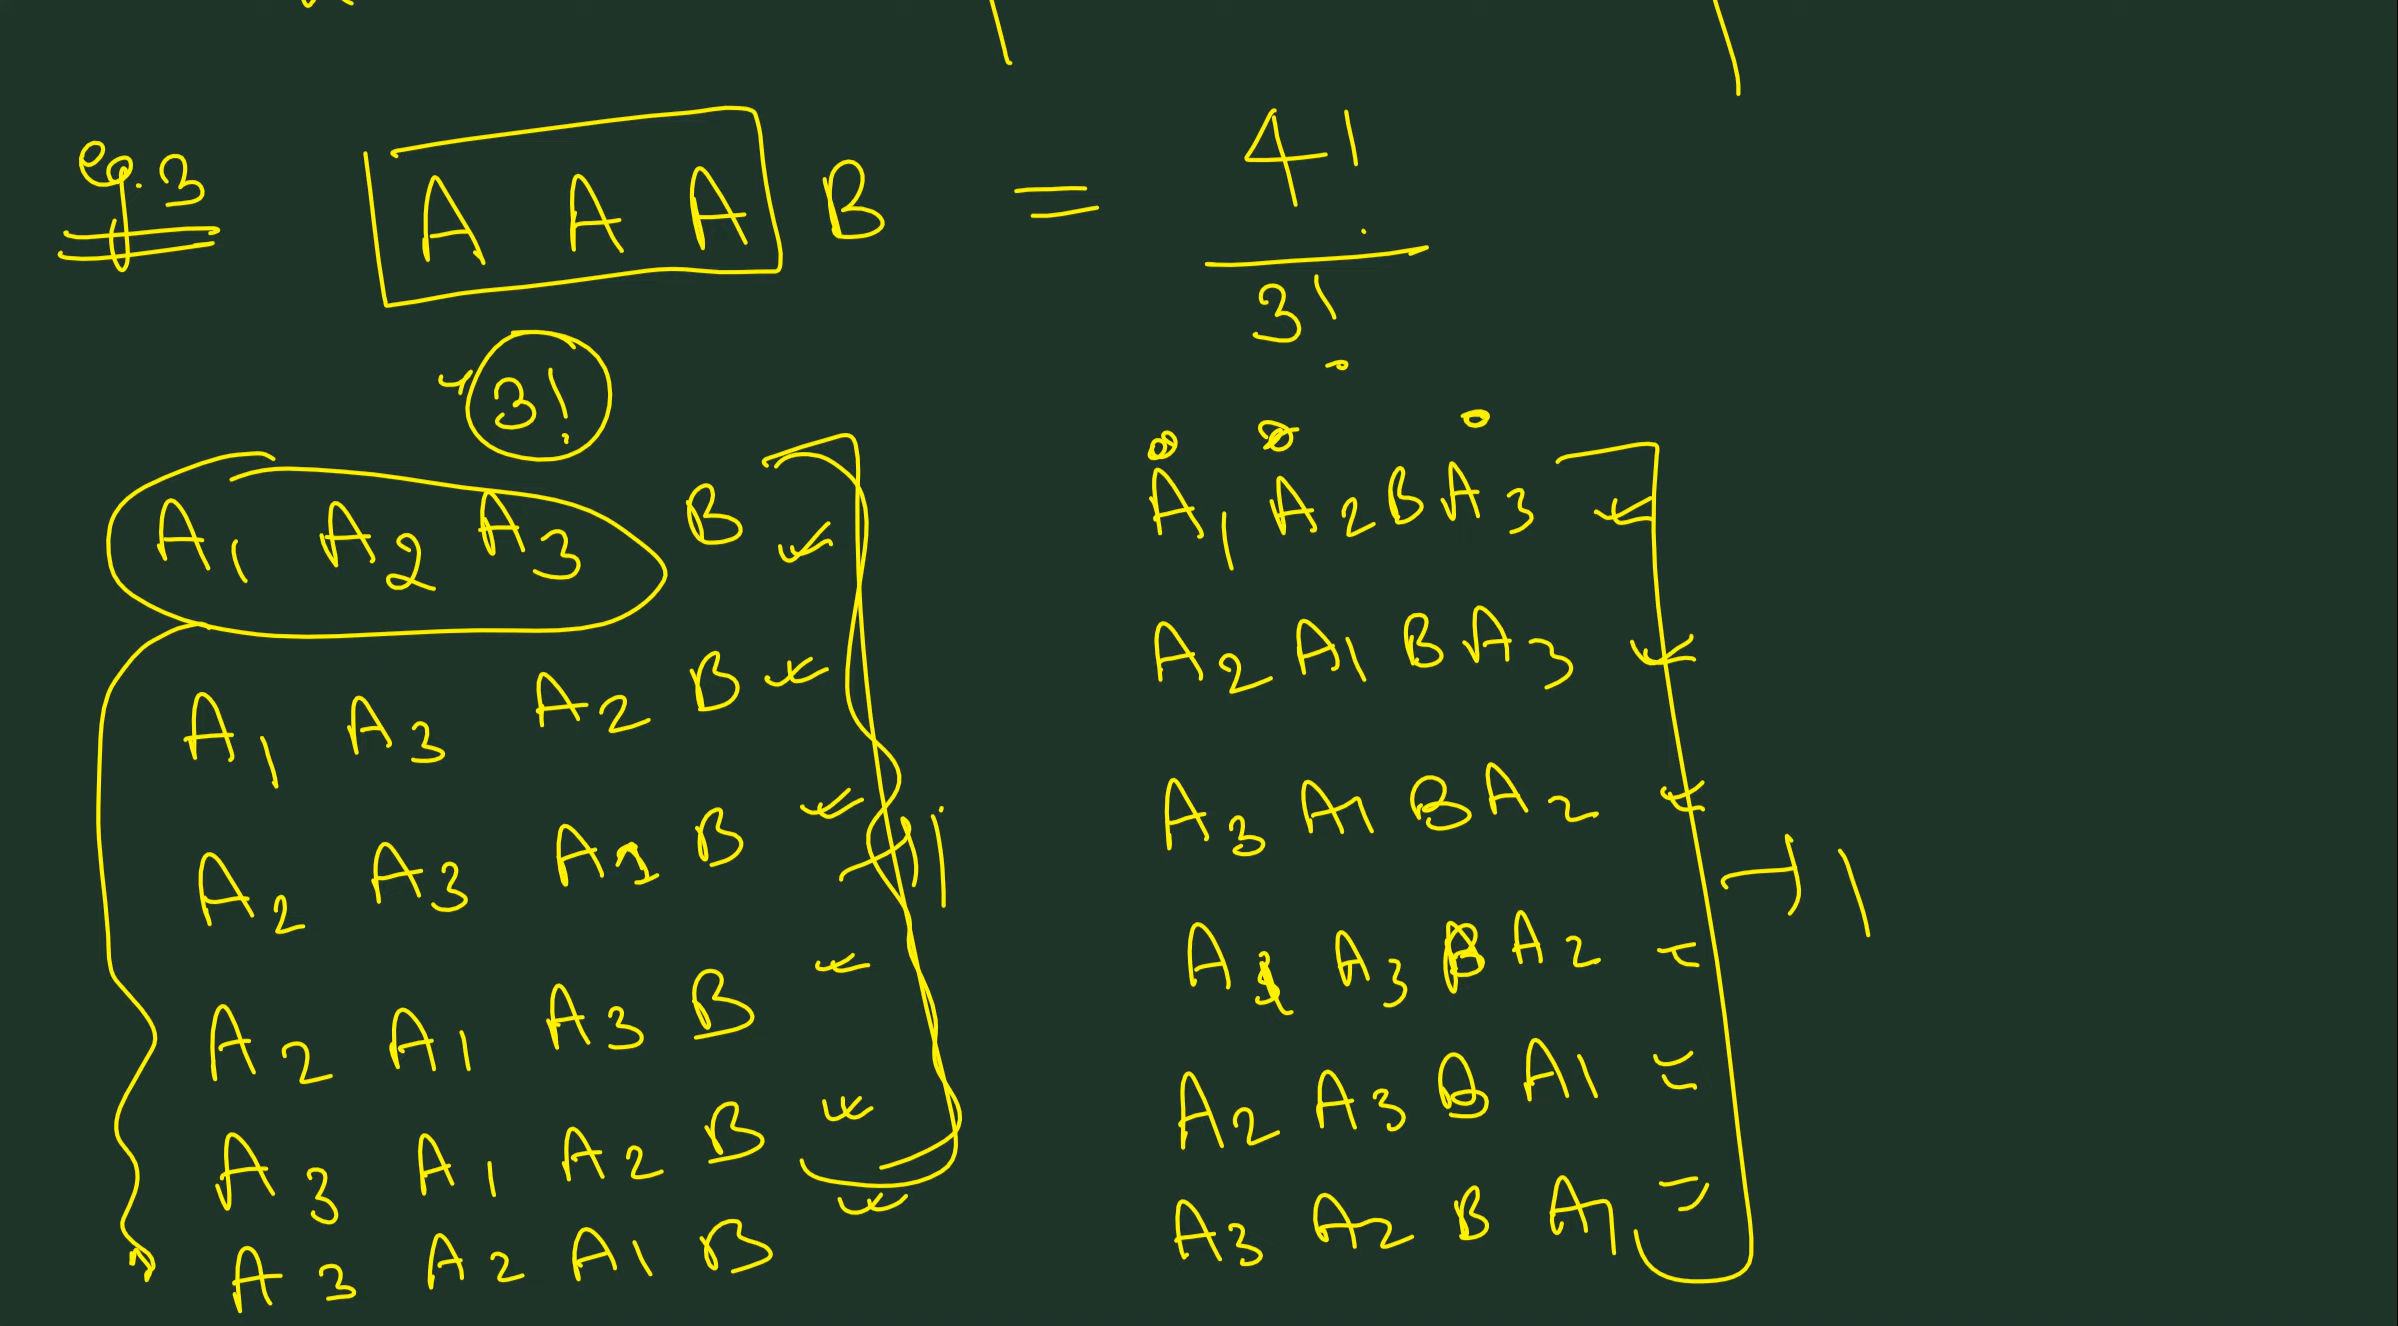 eg. 3
A A A B = 4!
3!
3!
A1 A2 A3 B
A1 A3 A2 B
A2 A3 A1 B
A2 A1 A3 B
A3 A1 A2 B
A3 A2 A1 B
A1 A2 B A3
A2 A1 B A3
A3 A1 B A2
A1 A3 B A2
A2 A3 B A1
A3 A2 B A1